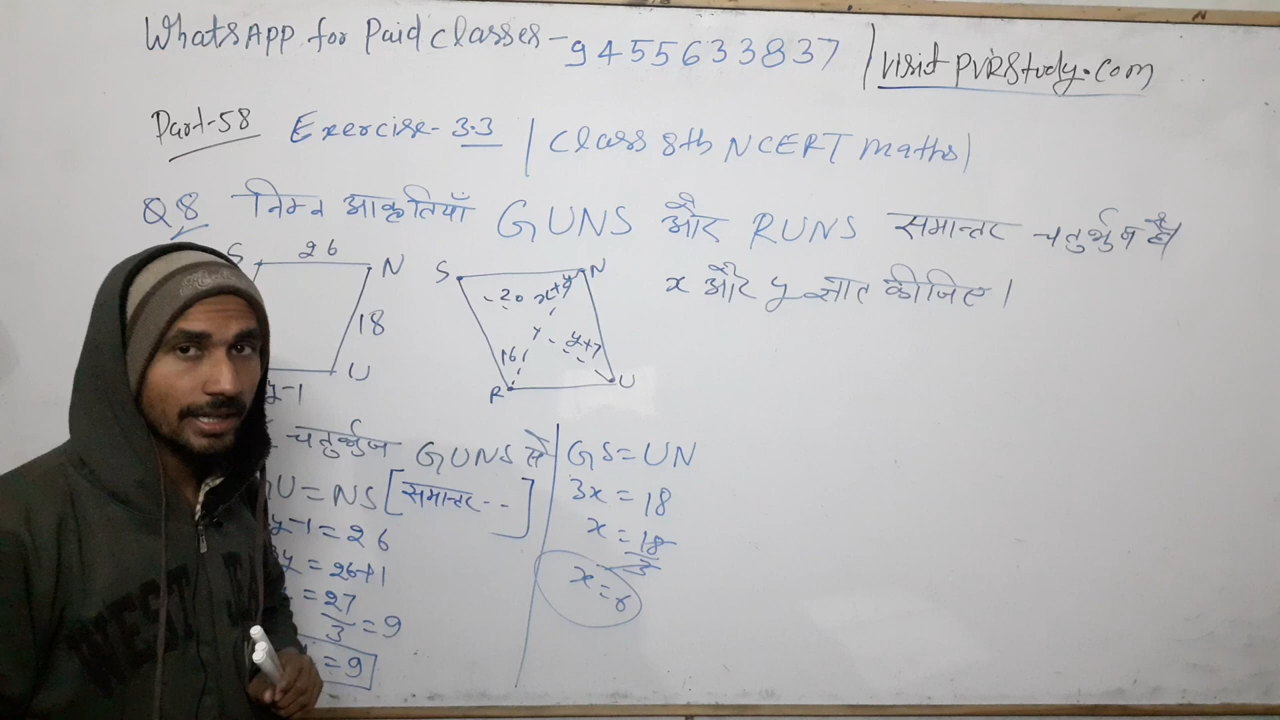 WhatsApp for Paid classes - 9455633837 / visit PVRStudy.com
Part-58 Exercise - 3.3 / Class 8th NCERT maths)
Q8 निम्न आकृतियाँ GUNS और RUNS समान्तर चतुर्भुज है।
x और y ज्ञात कीजिए।
S 26 N
18
U
y-1
S N
20 x+y
y+7
16
R U
चतुर्भुज GUNS से
U = NS [समान्तर--]
y-1 = 26
y = 26+1
= 27/3 = 9
= 9
GS = UN
3x = 18
x = 18/3
x = 6